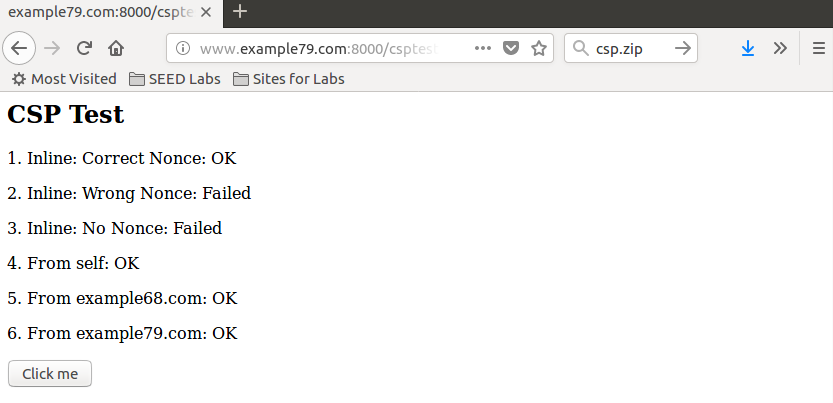 example79.com:8000/cspte
www.example79.com:8000/csptest
csp.zip
Most Visited SEED Labs Sites for Labs
CSP Test
1. Inline: Correct Nonce: OK
2. Inline: Wrong Nonce: Failed
3. Inline: No Nonce: Failed
4. From self: OK
5. From example68.com: OK
6. From example79.com: OK
Click me